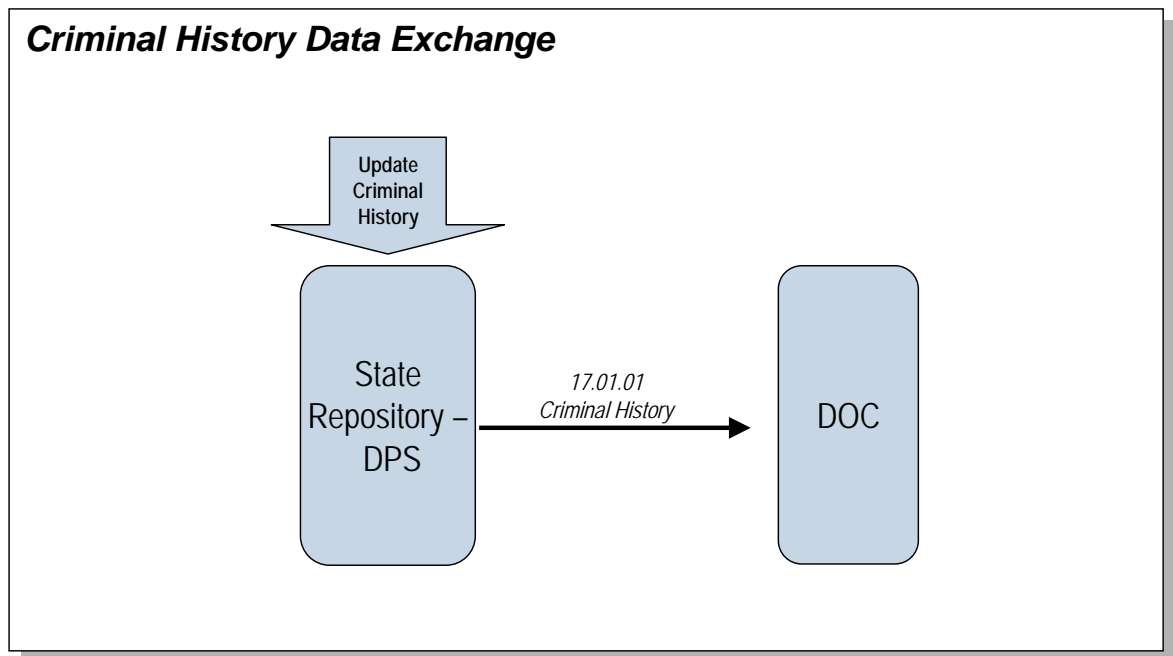 Criminal History Data Exchange
Update
Criminal
History
State
Repository –
DPS
17.01.01
Criminal History
DOC